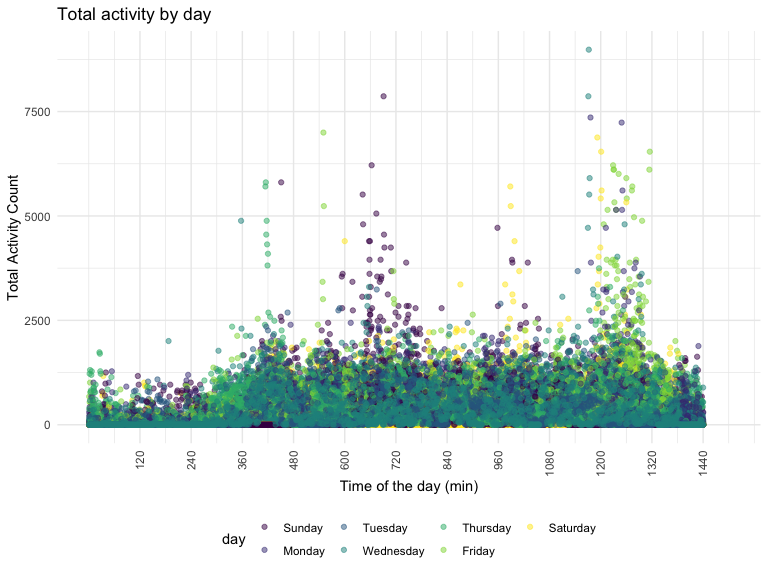 Total activity by day
Total Activity Count
7500
5000
2500
0
120 240 360 480 600 720 840 960 1080 1200 1320 1440
Time of the day (min)
day
Sunday Tuesday Thursday Saturday
Monday Wednesday Friday